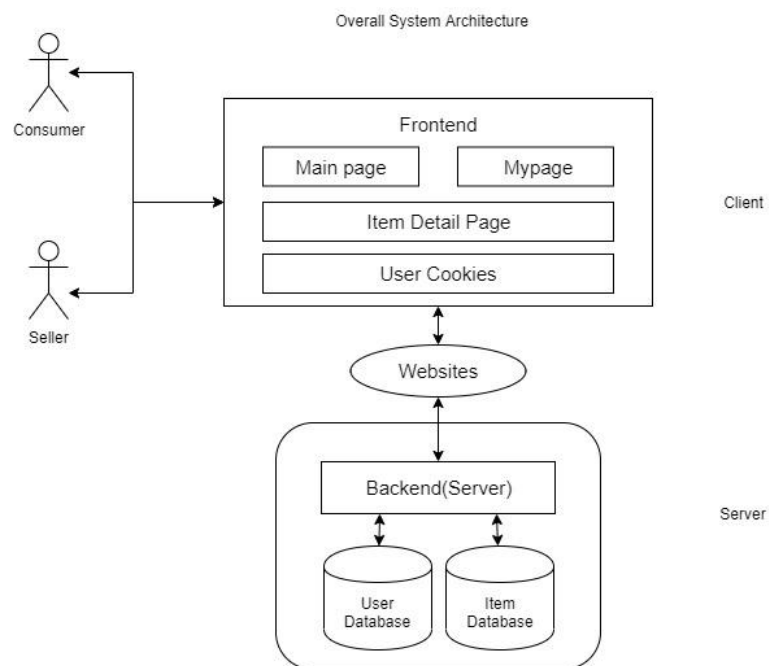 Overall System Architecture
Consumer
Frontend
Main page
Mypage
Item Detail Page
User Cookies
Client
Seller
Websites
Backend(Server)
Server
User
Database
Item
Database